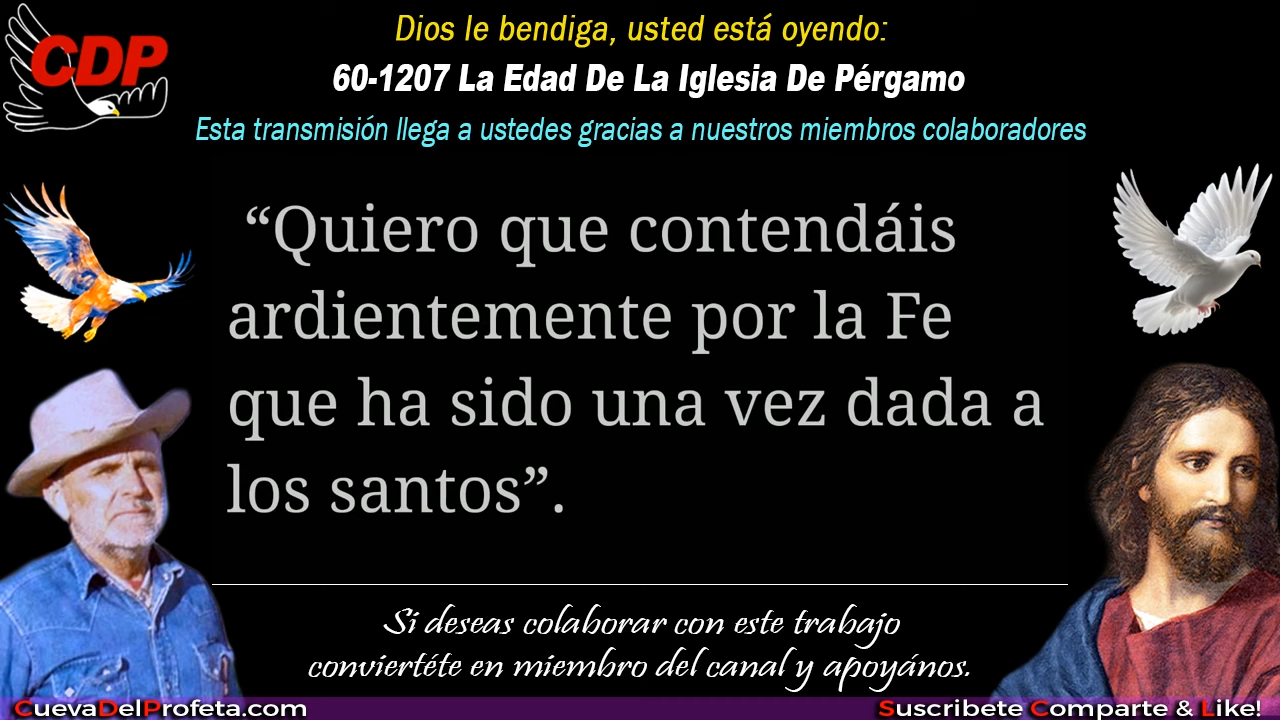 CDP
Dios le bendiga, usted está oyendo:
60-1207 La Edad De La Iglesia De Pérgamo
Esta transmisión llega a ustedes gracias a nuestros miembros colaboradores
“Quiero que contendáis
ardientemente por la Fe
que ha sido una vez dada a
los santos”.
Si deseas colaborar con este trabajo
conviertéte en miembro del canal y apoyános.
CuevaDelProfeta.com
Suscribete Comparte & Like!